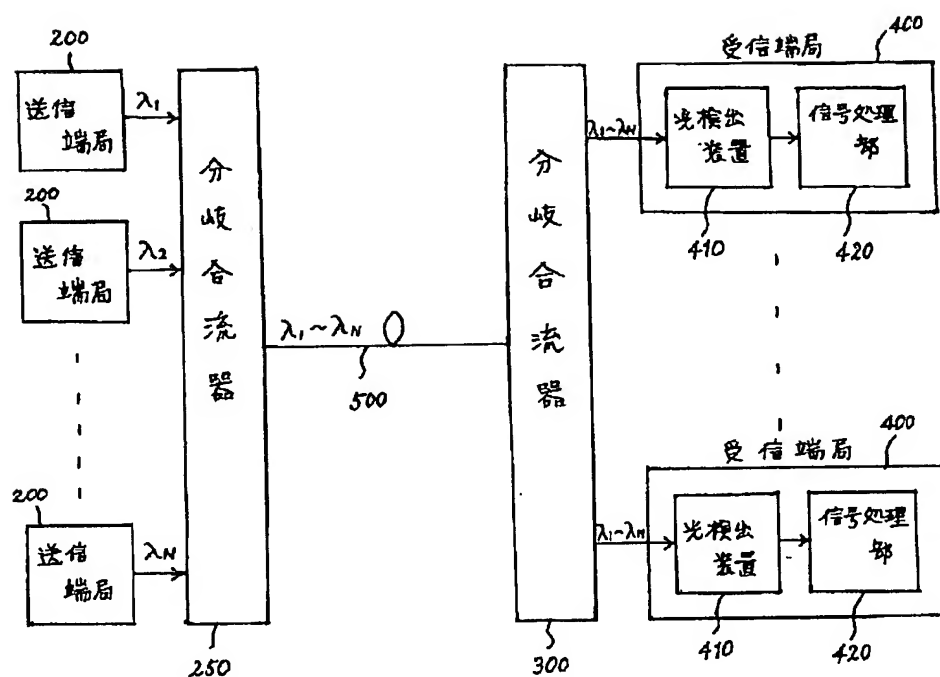 200
送信
端局
λ1
200
送信
端局
λ2
200
送信
端局
λN
分岐合流器
250
λ1~λN
500
分岐合流器
300
400
受信端局
λ1~λN
光検出
装置
信号処理
部
410
420
400
受信端局
λ1~λN
光検出
装置
信号処理
部
410
420